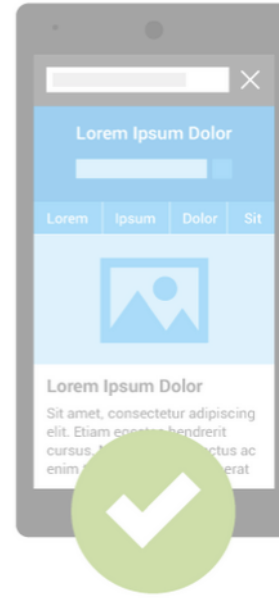 Lorem Ipsum Dolor
Lorem Ipsum Dolor Sit
Lorem Ipsum Dolor
Sit amet, consectetur adipiscing
elit. Etiam hendrerit
cursus, ac
enim